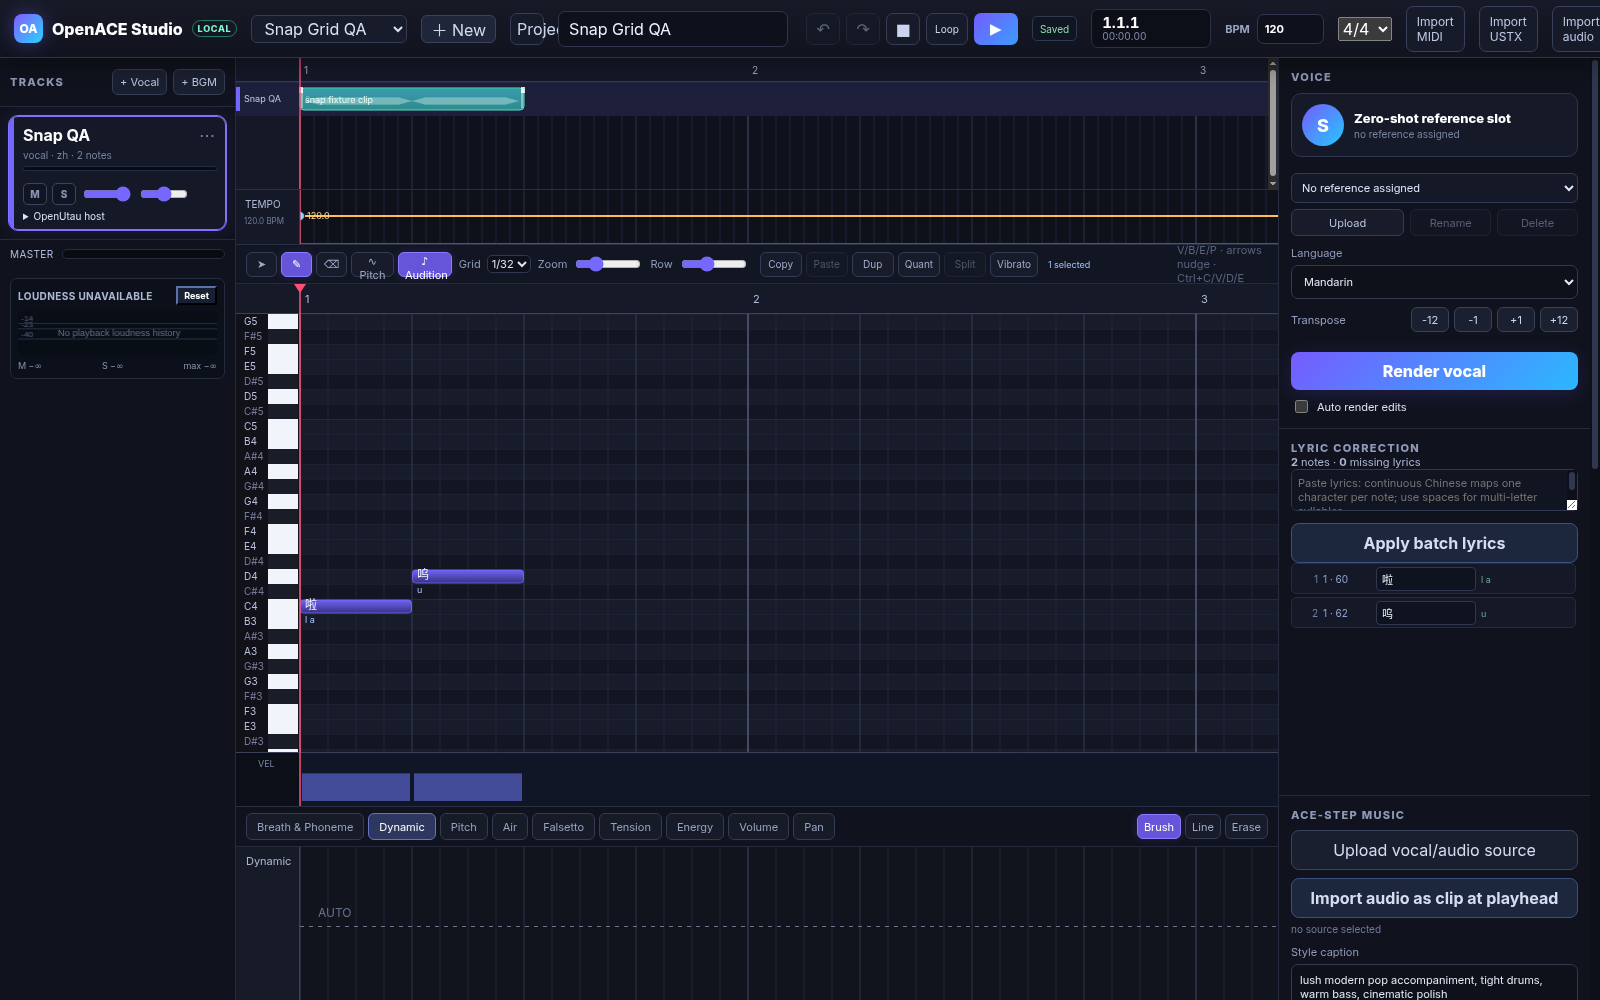 OA OpenACE Studio LOCAL Snap Grid QA + New Projec Snap Grid QA Loop Saved 1.1.1 BPM 120 4/4 Import Import Import
00:00.00 MIDI USTX audio
TRACKS + Vocal + BGM
Snap QA ⋯
vocal · zh · 2 notes
M S
▶ OpenUtau host
MASTER
LOUDNESS UNAVAILABLE Reset
-14
-23
-40
No playback loudness history
M −∞ S −∞ max −∞
1 2 3
Snap QA snap fixture clip
TEMPO
120.0 BPM
120.0
Pitch Audition Grid 1/32 Zoom Row Copy Paste Dup Quant Split Vibrato 1 selected
V/B/E/P · arrows
nudge ·
Ctrl+C/V/D/E
1 2 3
G5
F#5
F5
E5
D#5
D5
C#5
C5
B4
A#4
A4
G#4
G4
F#4
F4
E4
D#4
D4 呜
C#4 u
C4 啦
B3 l a
A#3
A3
G#3
G3
F#3
F3
E3
D#3
VEL
Breath & Phoneme Dynamic Pitch Air Falsetto Tension Energy Volume Pan Brush Line Erase
Dynamic
AUTO
VOICE
S Zero-shot reference slot
no reference assigned
No reference assigned
Upload Rename Delete
Language
Mandarin
Transpose -12 -1 +1 +12
Render vocal
Auto render edits
LYRIC CORRECTION
2 notes · 0 missing lyrics
Paste lyrics: continuous Chinese maps one
character per note; use spaces for multi-letter
syllables
Apply batch lyrics
1 1 · 60 啦 l a
2 1 · 62 呜 u
ACE-STEP MUSIC
Upload vocal/audio source
Import audio as clip at playhead
no source selected
Style caption
lush modern pop accompaniment, tight drums,
warm bass, cinematic polish